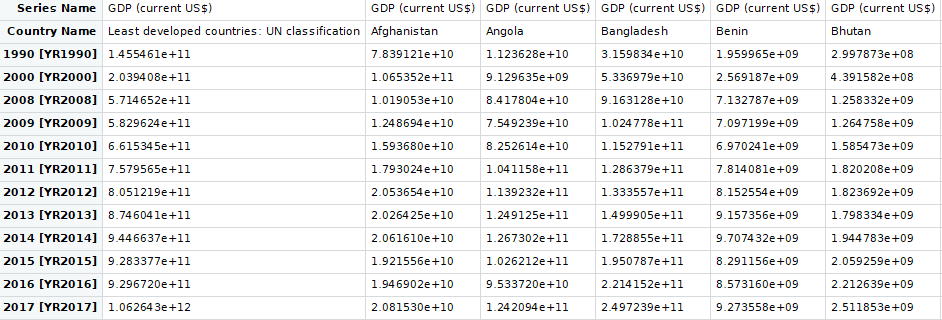 Series Name GDP (current US$) GDP (current US$) GDP (current US$) GDP (current US$) GDP (current US$) GDP (current US$)
Country Name Least developed countries: UN classification Afghanistan Angola Bangladesh Benin Bhutan
1990 [YR1990] 1.455461e+11 7.839121e+10 1.123628e+10 3.159834e+10 1.959965e+09 2.997873e+08
2000 [YR2000] 2.039408e+11 1.065352e+11 9.129635e+09 5.336979e+10 2.569187e+09 4.391582e+08
2008 [YR2008] 5.714652e+11 1.019053e+10 8.417804e+10 9.163128e+10 7.132787e+09 1.258332e+09
2009 [YR2009] 5.829624e+11 1.248694e+10 7.549239e+10 1.024778e+11 7.097199e+09 1.264758e+09
2010 [YR2010] 6.615345e+11 1.593680e+10 8.252614e+10 1.152791e+11 6.970241e+09 1.585473e+09
2011 [YR2011] 7.579565e+11 1.793024e+10 1.041158e+11 1.286379e+11 7.814081e+09 1.820208e+09
2012 [YR2012] 8.051219e+11 2.053654e+10 1.139232e+11 1.333557e+11 8.152554e+09 1.823692e+09
2013 [YR2013] 8.746041e+11 2.026425e+10 1.249125e+11 1.499905e+11 9.157356e+09 1.798334e+09
2014 [YR2014] 9.446637e+11 2.061610e+10 1.267302e+11 1.728855e+11 9.707432e+09 1.944783e+09
2015 [YR2015] 9.283377e+11 1.921556e+10 1.026212e+11 1.950787e+11 8.291156e+09 2.059259e+09
2016 [YR2016] 9.296720e+11 1.946902e+10 9.533720e+10 2.214152e+11 8.573160e+09 2.212639e+09
2017 [YR2017] 1.062643e+12 2.081530e+10 1.242094e+11 2.497239e+11 9.273558e+09 2.511853e+09